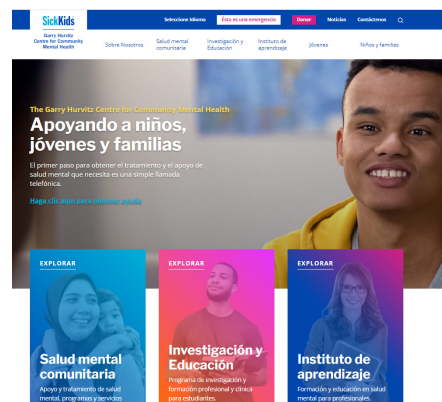 SickKids
Seleccione Idioma
Esto es una emergencia
Donar
Noticias
Contáctenos
Garry Hurvitz
Centre for Community
Mental Health
Sobre Nosotros
Salud mental
comunitaria
Investigación y
Educación
Instituto de
aprendizaje
Jóvenes
Niños y familias
The Garry Hurvitz Centre for Community Mental Health
Apoyando a niños,
jóvenes y familias
El primer paso para obtener el tratamiento y el apoyo de
salud mental que necesita es una simple llamada
telefónica.
Haga clic aquí para obtener ayuda
EXPLORAR
Salud mental
comunitaria
Apoyo y tratamiento de salud
mental, programas y servicios
EXPLORAR
Investigación y
Educación
Programa de investigación y
formación profesional y clínica
para estudiantes.
EXPLORAR
Instituto de
aprendizaje
Formación y educación en salud
mental para profesionales.